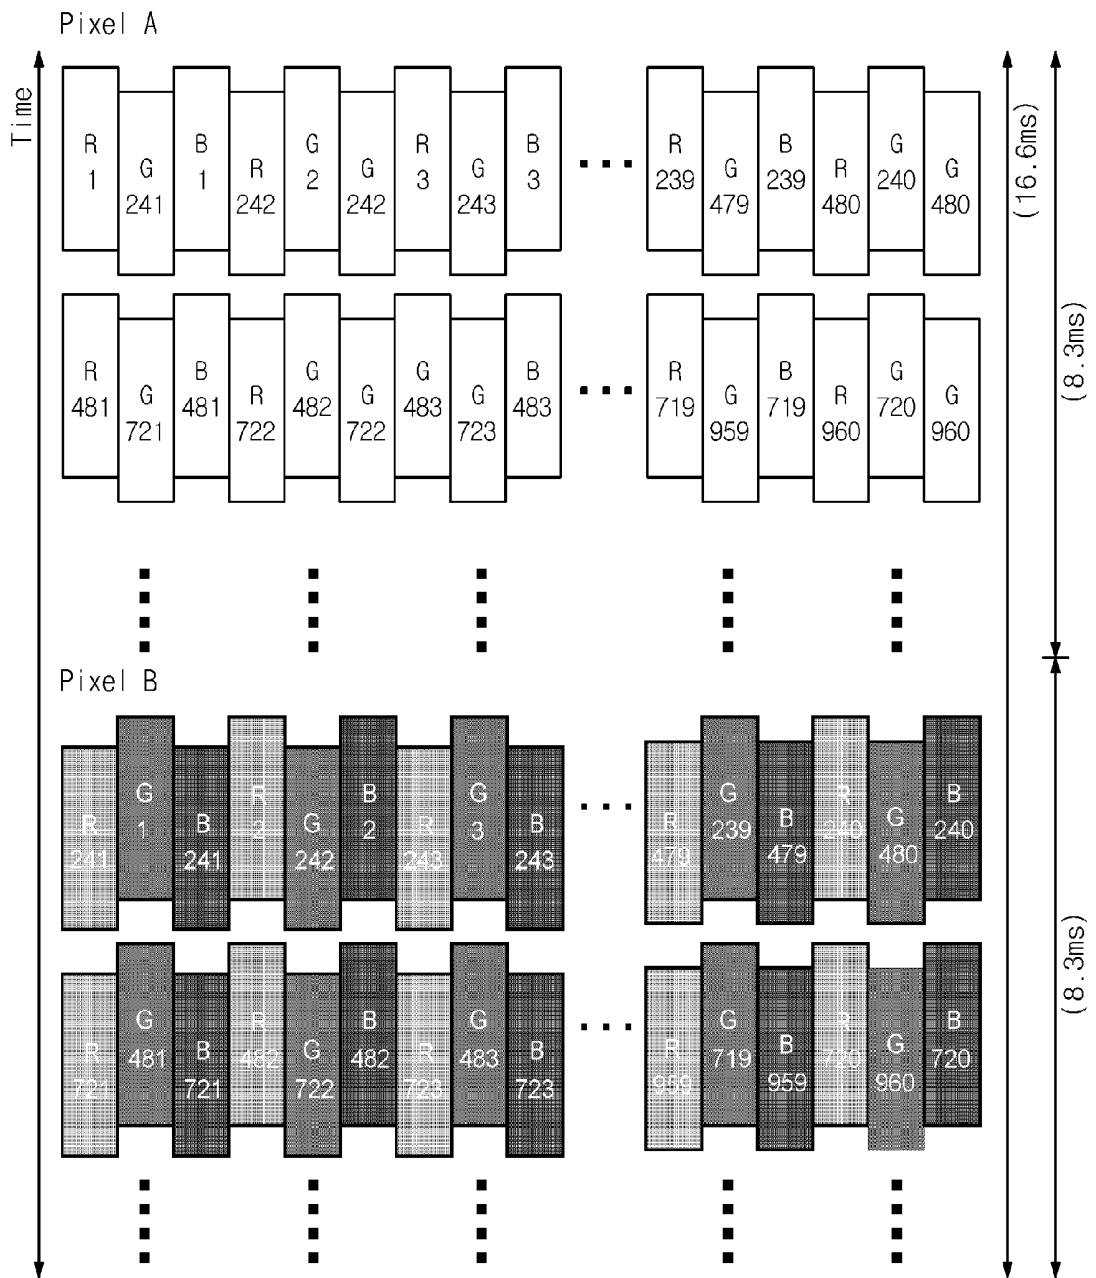 Pixel A
Time
R 1
G 241
B 1
R 242
G 2
G 242
R 3
G 243
B 3
R 239
G 479
B 239
R 480
G 240
G 480
R 481
G 721
B 481
R 722
G 482
G 722
G 483
G 723
B 483
R 719
G 959
B 719
R 960
G 720
G 960
(16.6ms)
(8.3ms)
Pixel B
R 241
G 1
B 241
R 2
G 242
B 2
R 243
G 3
B 243
R 479
G 239
B 479
R 240
G 480
B 240
R 721
G 481
B 721
R 482
G 722
B 482
R 723
G 483
B 723
R 959
G 719
B 959
R 720
G 960
B 720
(8.3ms)